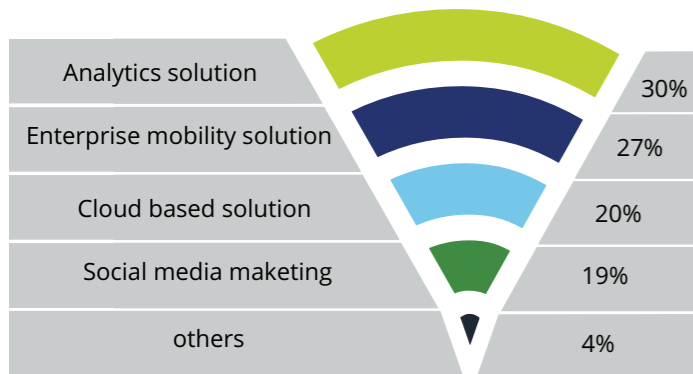 Analytics solution
30%
Enterprise mobility solution
27%
Cloud based solution
20%
Social media maketing
19%
others
4%